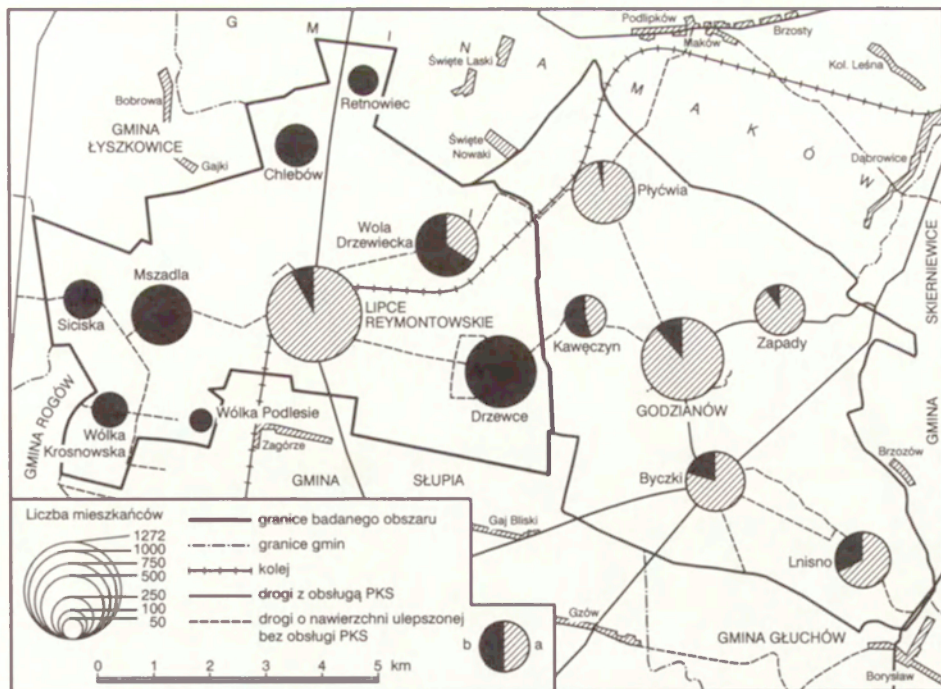 Podlipków
Brzosty
Maków
G M I N A M A K Ó W
Święte Laski
Kol. Leśna
Bobrowa
Retnowiec
GMINA
ŁYSZKOWICE
Gajki
Chlebów
Święte
Nowaki
Dąbrowice
Płyćwia
Wola
Drzewiecka
SKIERNIEWICE
Mszadla
Siciska
LIPCE
REYMONTOWSKIE
Kawęczyn
Zapady
GMINA ROGÓW
Wólka
Krosnowska
Wólka Podlesie
Drzewce
GODZIANÓW
GMINA
Zagórze
Byczki
Brzozów
GMINA SŁUPIA
Gaj Bliski
Lnisno
Gzów
GMINA GŁUCHÓW
Borysław
Liczba mieszkańców
1272
1000
750
500
250
100
50
granice badanego obszaru
granice gmin
kolej
drogi z obsługą PKS
drogi o nawierzchni ulepszonej
bez obsługi PKS
b a
0 1 2 3 4 5 km